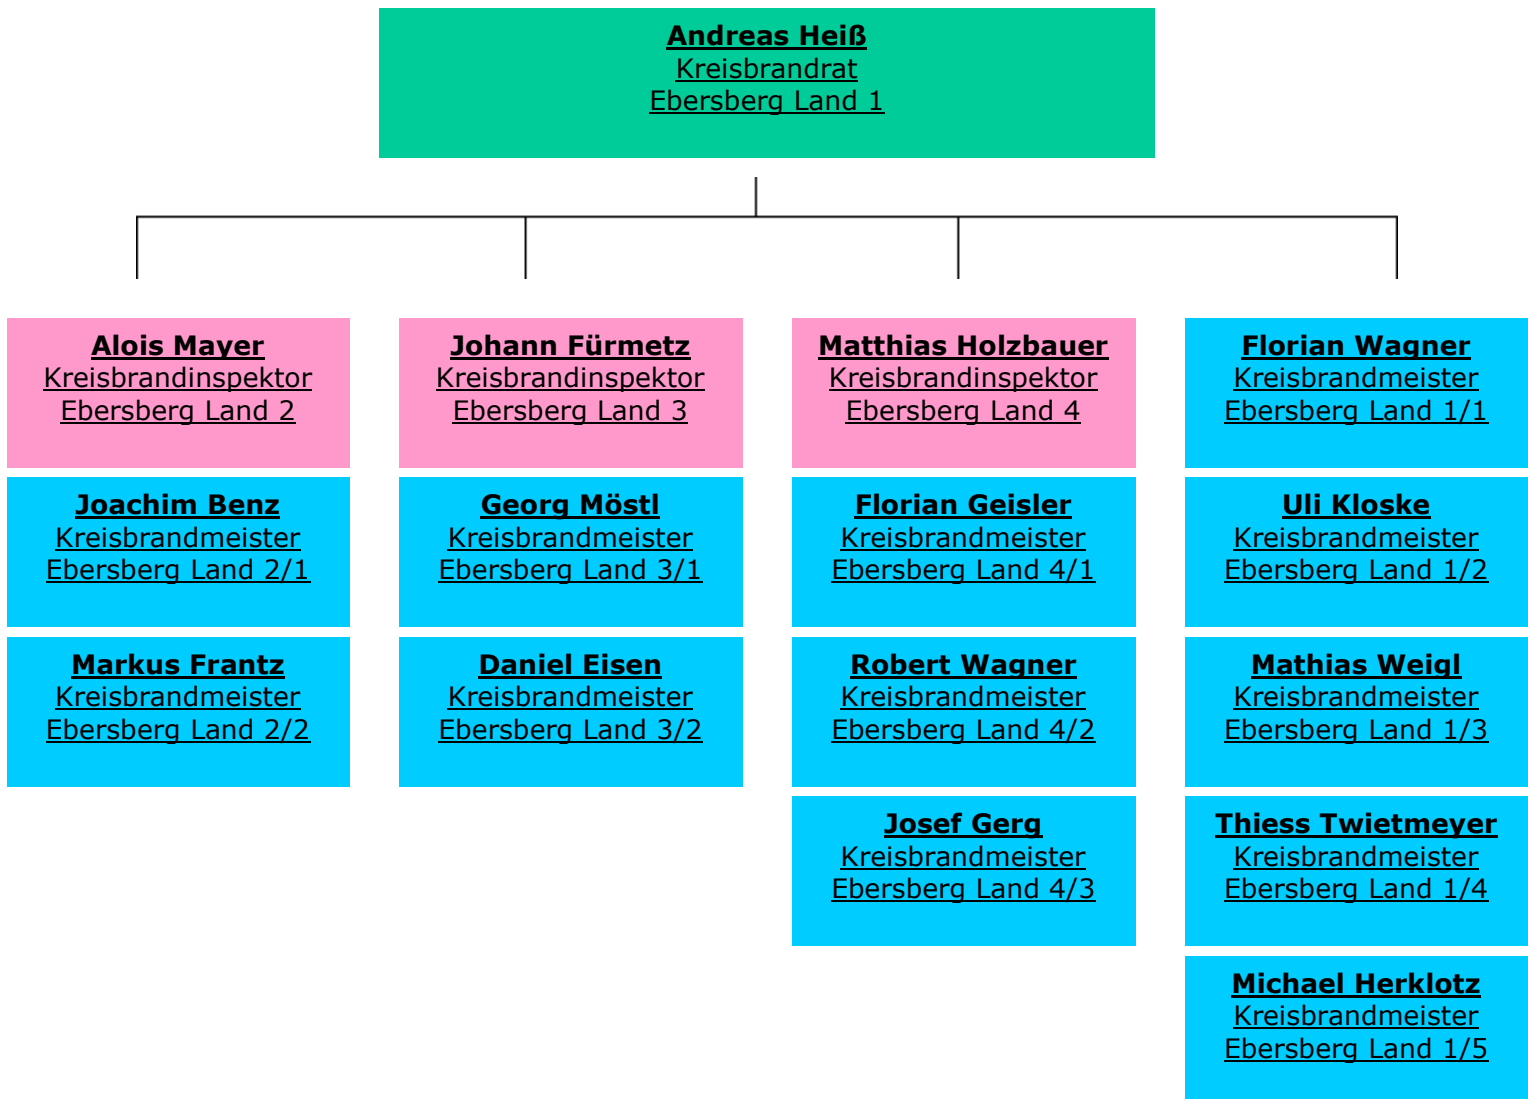 Andreas Heiß
Kreisbrandrat
Ebersberg Land 1
Alois Mayer
Kreisbrandinspektor
Ebersberg Land 2
Joachim Benz
Kreisbrandmeister
Ebersberg Land 2/1
Markus Frantz
Kreisbrandmeister
Ebersberg Land 2/2
Johann Fürmetz
Kreisbrandinspektor
Ebersberg Land 3
Georg Möstl
Kreisbrandmeister
Ebersberg Land 3/1
Daniel Eisen
Kreisbrandmeister
Ebersberg Land 3/2
Matthias Holzbauer
Kreisbrandinspektor
Ebersberg Land 4
Florian Geisler
Kreisbrandmeister
Ebersberg Land 4/1
Robert Wagner
Kreisbrandmeister
Ebersberg Land 4/2
Josef Gerg
Kreisbrandmeister
Ebersberg Land 4/3
Florian Wagner
Kreisbrandmeister
Ebersberg Land 1/1
Uli Kloske
Kreisbrandmeister
Ebersberg Land 1/2
Mathias Weigl
Kreisbrandmeister
Ebersberg Land 1/3
Thiess Twietmeyer
Kreisbrandmeister
Ebersberg Land 1/4
Michael Herklotz
Kreisbrandmeister
Ebersberg Land 1/5